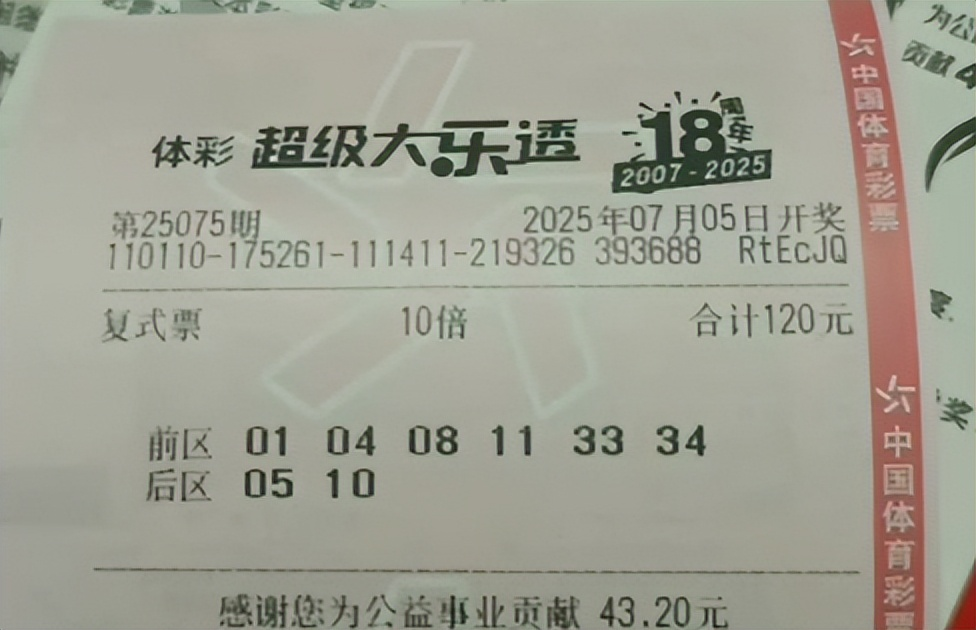 体彩 超级大乐透 18周年
2007-2025
第25075期 2025年07月05日开奖
110110-175261-111411-219326 393688 RtEcJQ
复式票 10倍 合计120元
前区 01 04 08 11 33 34
后区 05 10
感谢您为公益事业贡献 43.20元
中国体育彩票
中国体育彩票
为公
贡献 4
奖